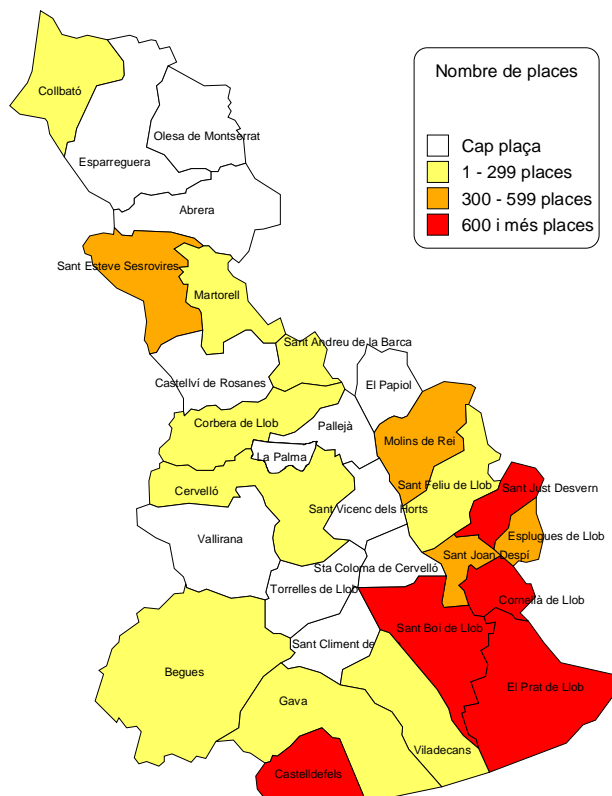 Nombre de places
Cap plaça
1 - 299 places
300 - 599 places
600 i més places
Collbató
Olesa de Montserrat
Esparreguera
Abrera
Sant Esteve Sesrovires
Martorell
Sant Andreu de la Barca
Castellví de Rosanes
El Papiol
Corbera de Llob
Pallejà
Molins de Rei
La Palma
Cervelló
Sant Feliu de Llob
Sant Just Desvern
Sant Vicenc dels Horts
Esplugues de Llob
Vallirana
Sant Joan Despí
Sta Coloma de Cervelló
Torrelles de Llob
Cornellà de Llob
Sant Boi de Llob
Sant Climent de
Begues
El Prat de Llob
Gava
Viladecans
Castelldefels